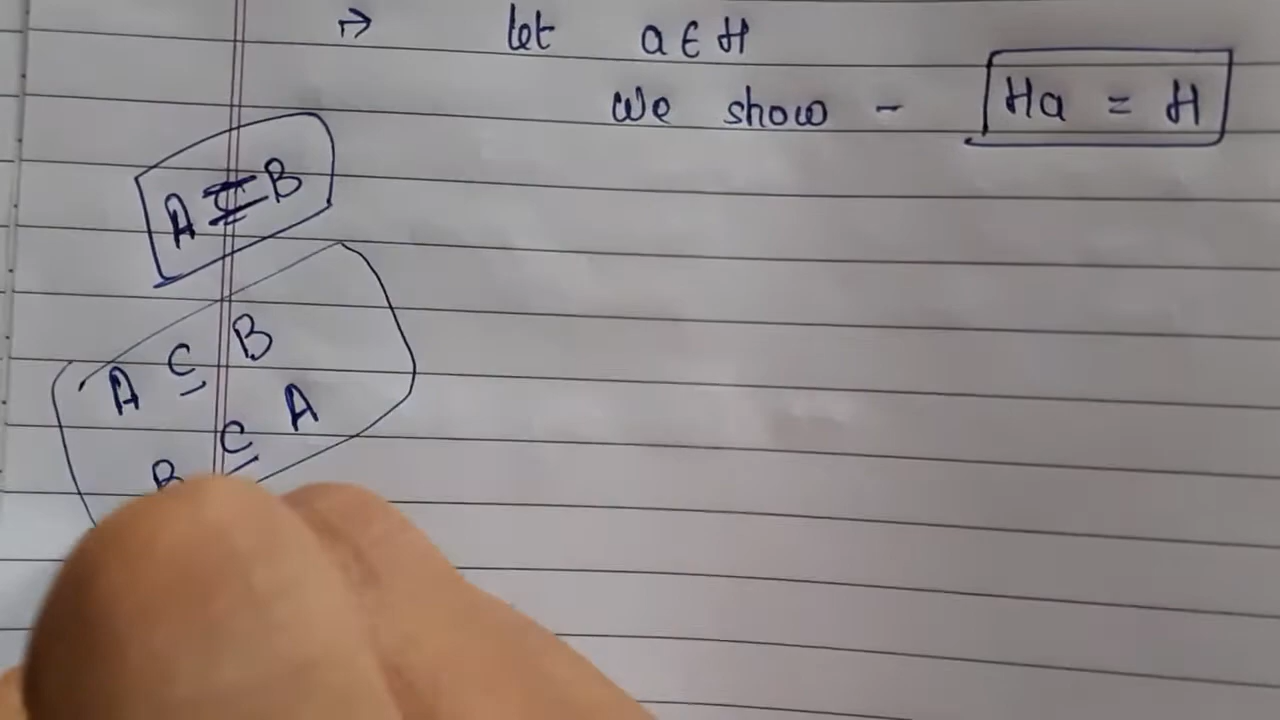 → let a ∈ H
We show - Ha = H
A = B
A ⊆ B
B ⊆ A